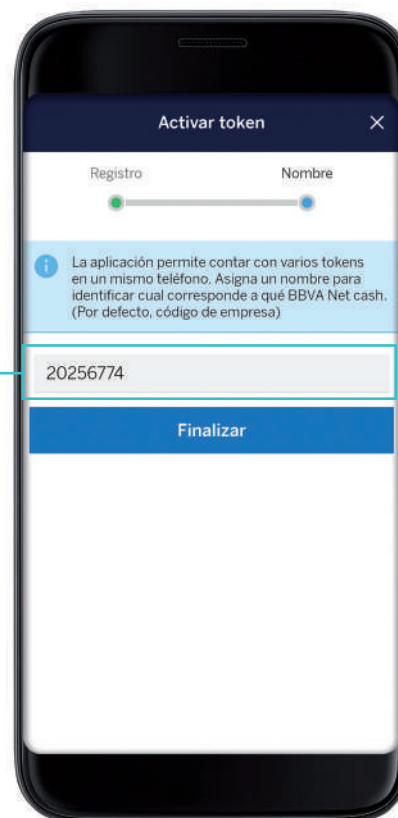 Activar token
Registro Nombre
La aplicación permite contar con varios tokens
en un mismo teléfono. Asigna un nombre para
identificar cual corresponde a qué BBVA Net cash.
(Por defecto, código de empresa)
20256774
Finalizar